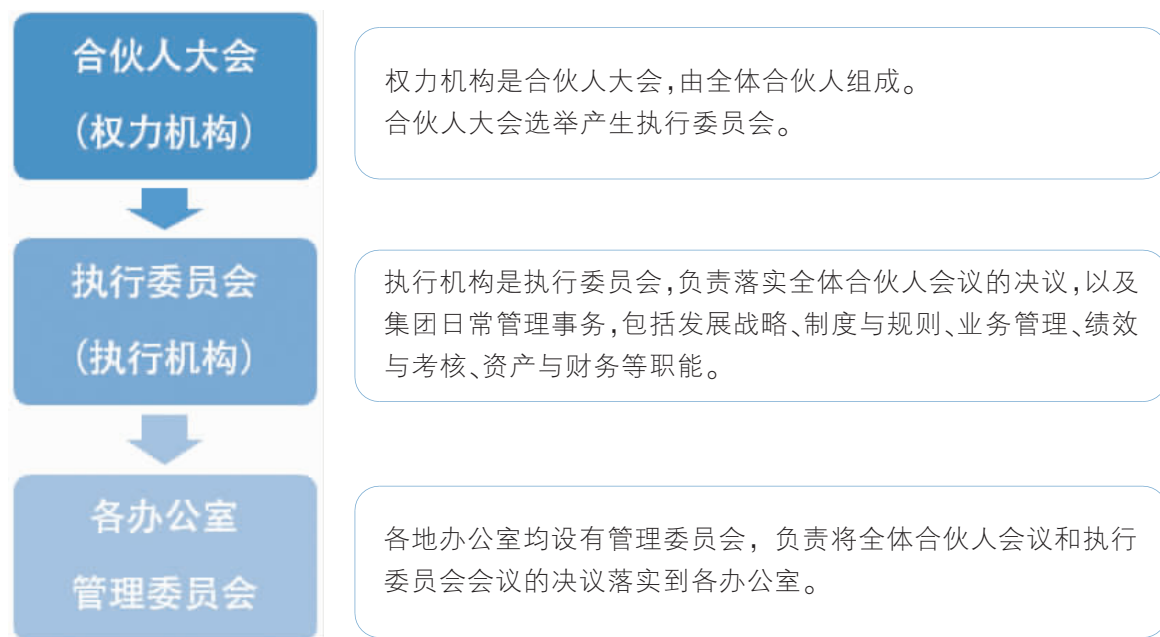 合伙人大会
（权力机构）
权力机构是合伙人大会，由全体合伙人组成。
合伙人大会选举产生执行委员会。
执行委员会
（执行机构）
执行机构是执行委员会，负责落实全体合伙人会议的决议，以及
集团日常管理事务，包括发展战略、制度与规则、业务管理、绩效
与考核、资产与财务等职能。
各办公室
管理委员会
各地办公室均设有管理委员会，负责将全体合伙人会议和执行
委员会会议的决议落实到各办公室。